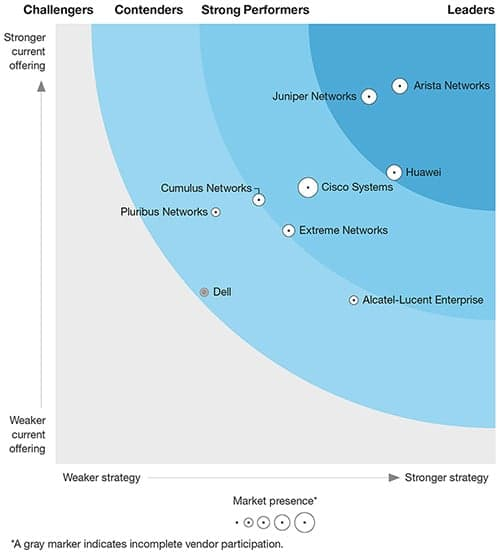 Challengers Contenders Strong Performers Leaders
Stronger
current
offering
Arista Networks
Juniper Networks
Huawei
Cumulus Networks
Cisco Systems
Pluribus Networks
Extreme Networks
Dell
Alcatel-Lucent Enterprise
Weaker
current
offering
Weaker strategy
Stronger strategy
Market presence*
*A gray marker indicates incomplete vendor participation.